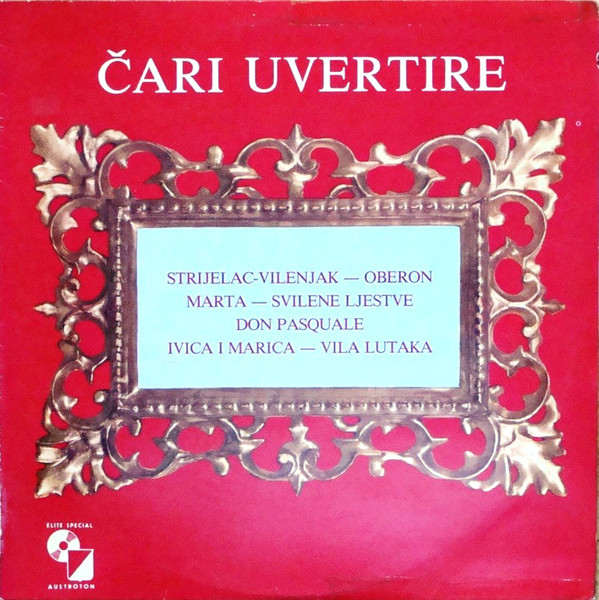 ČARI UVERTIRE
STRIJELAC-VILENJAK — OBERON
MARTA — SVILENE LJESTVE
DON PASQUALE
IVICA I MARICA — VILA LUTAKA
ELITE SPECIAL
AUSTROTON